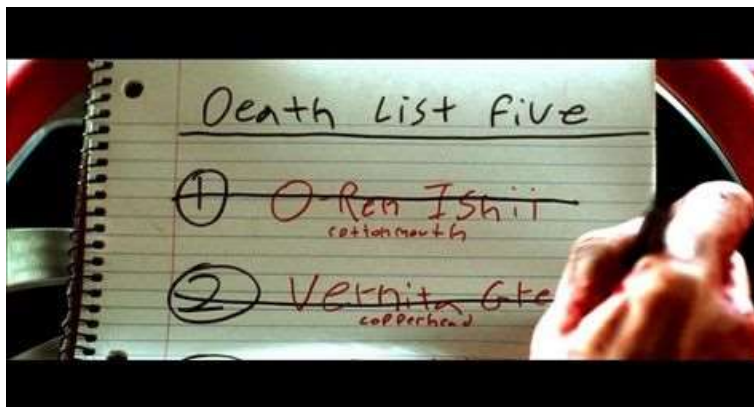 Death List Five
1 O-Ren Ishii
cottonmouth
2 Vernita Gre
copperhead